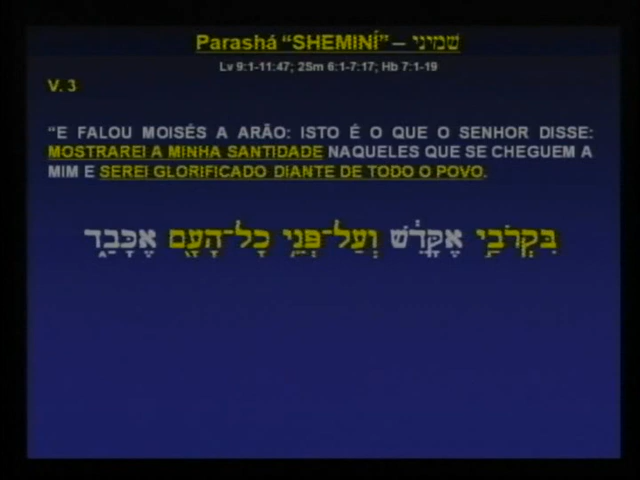 Parashá “SHEMINÍ” – שמיני
Lv 9:1-11:47; 2Sm 6:1-7:17; Hb 7:1-19
V. 3
“E FALOU MOISÉS A ARÃO: ISTO É O QUE O SENHOR DISSE:
MOSTRAREI A MINHA SANTIDADE NAQUELES QUE SE CHEGUEM A
MIM E SEREI GLORIFICADO DIANTE DE TODO O POVO.
בִּקְרֹבַ֣י אֶקָּדֵ֔שׁ וְעַל־פְּנֵ֥י כָל־הָעָ֖ם אֶכָּבֵ֑ד